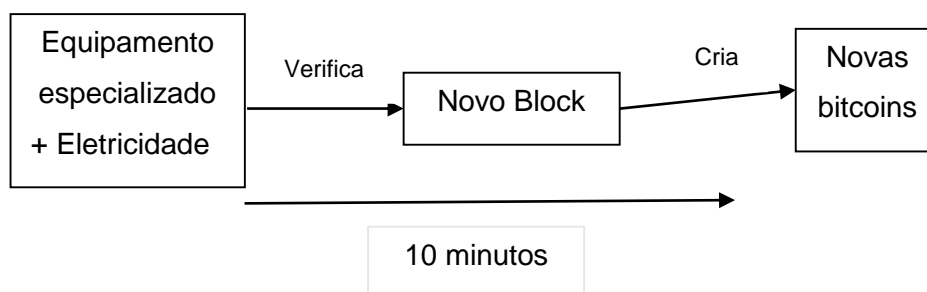 Equipamento
especializado
+ Eletricidade
Verifica
Novo Block
Cria
Novas
bitcoins
10 minutos